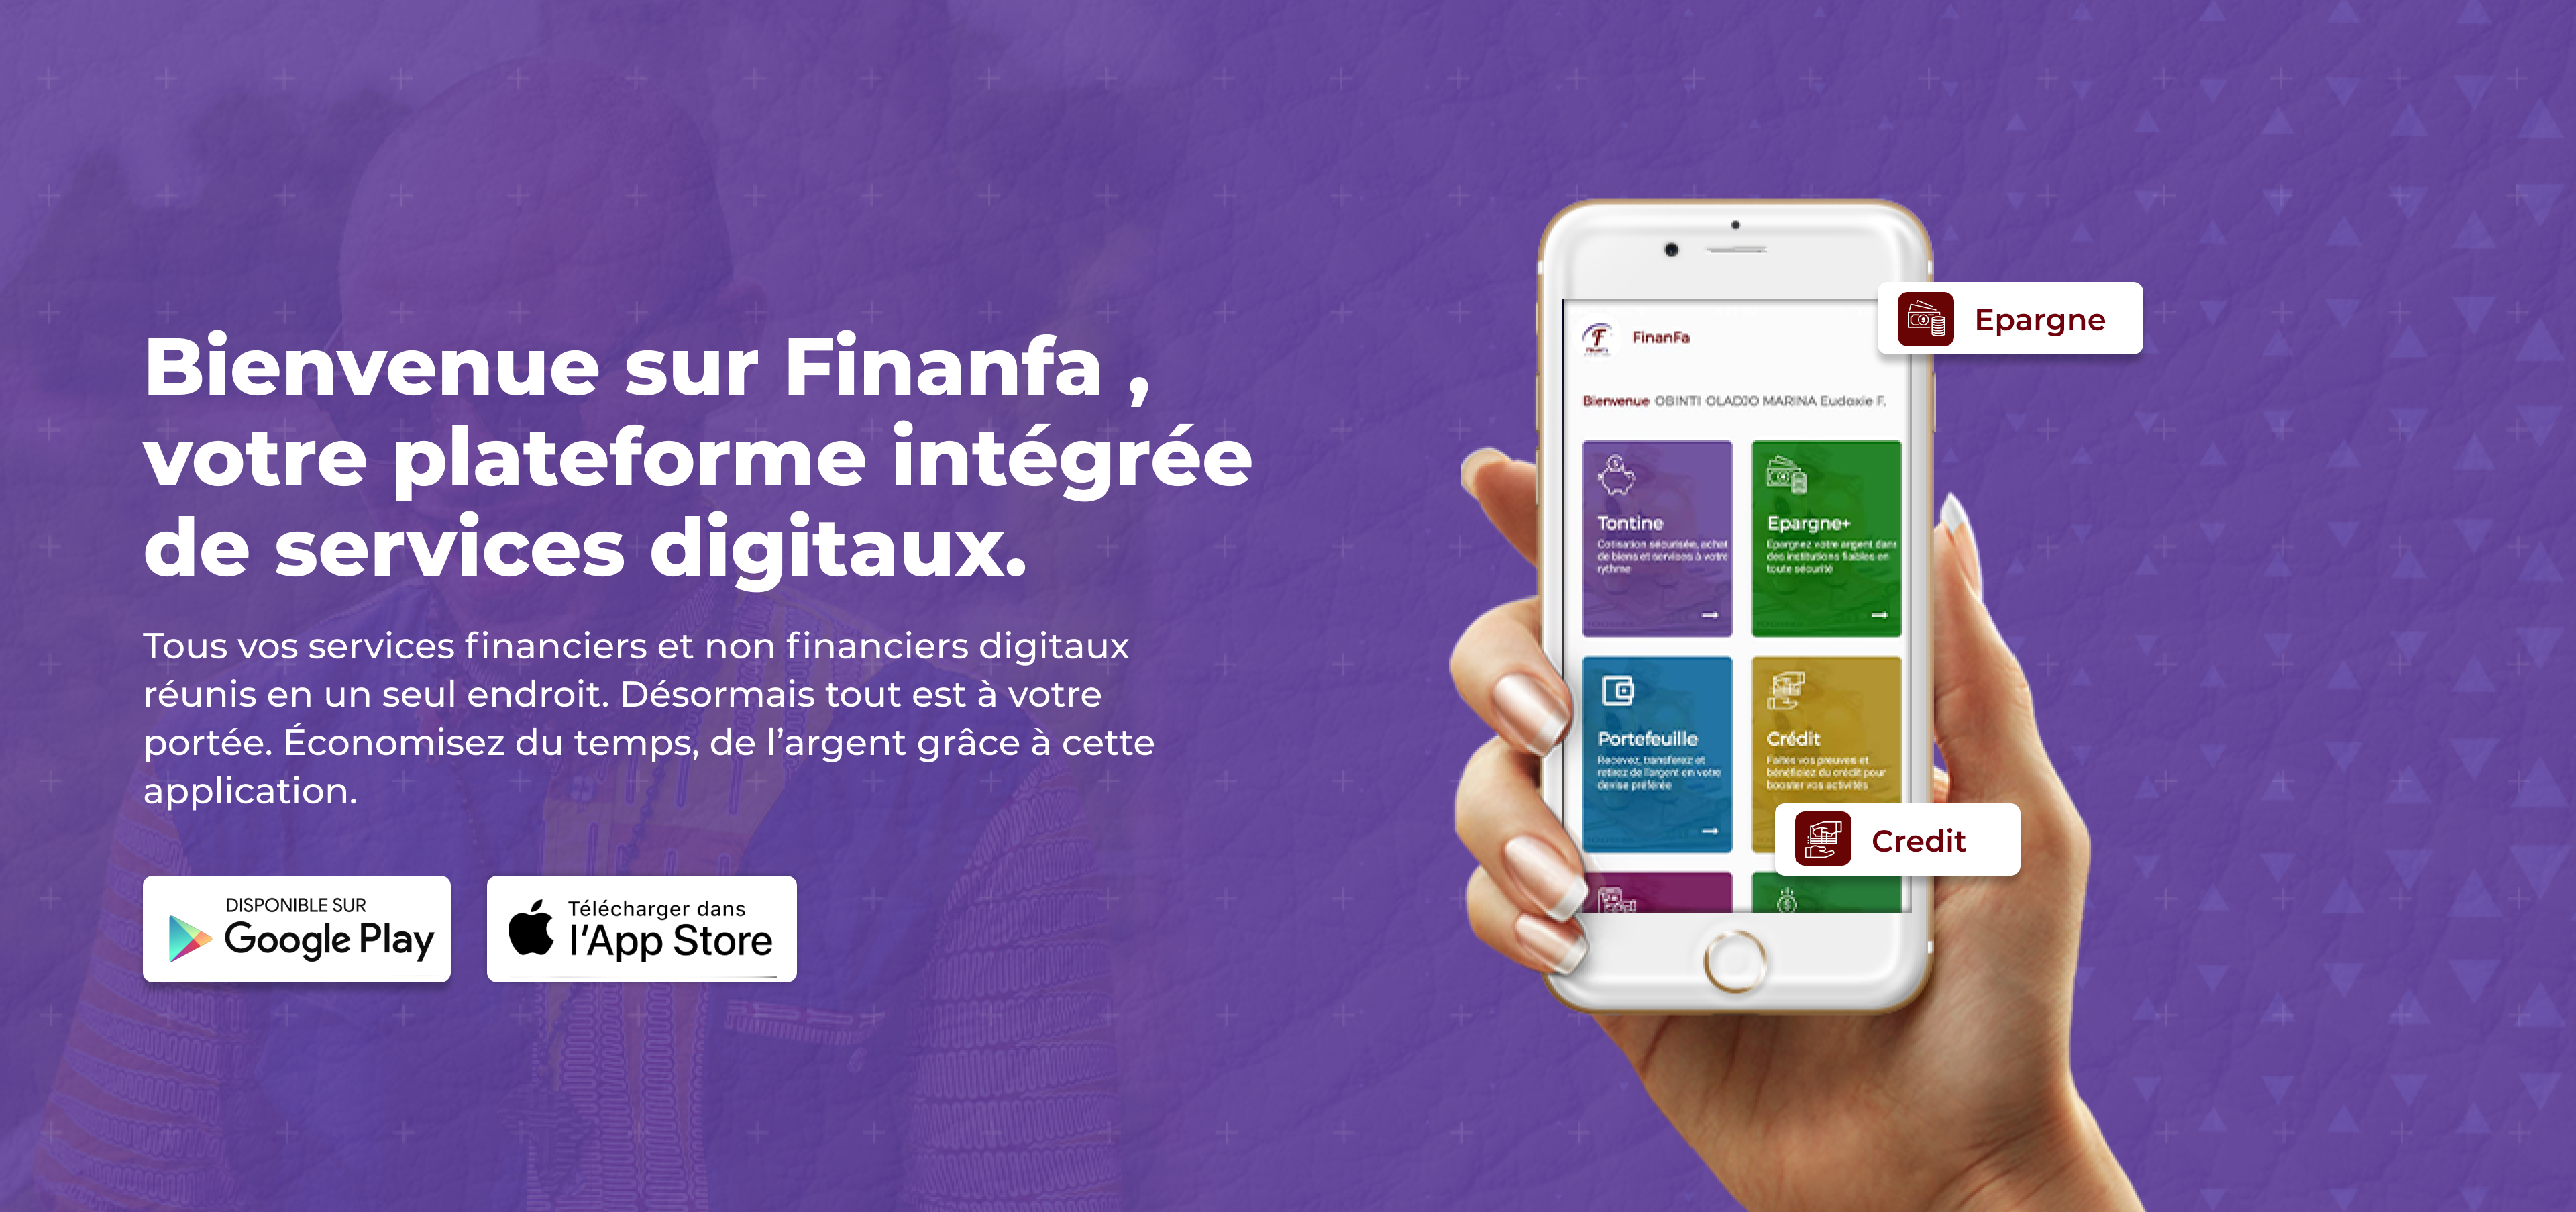 Bienvenue sur Finanfa ,
votre plateforme intégrée
de services digitaux.
Tous vos services financiers et non financiers digitaux
réunis en un seul endroit. Désormais tout est à votre
portée. Économisez du temps, de l’argent grâce à cette
application.
DISPONIBLE SUR
Google Play
Télécharger dans
l’App Store
FinanFa
Epargne
Bienvenue OBINTI OLADJO MARINA Eudoxie F.
Tontine
Cotisation sécurisée, achat
de biens et services à votre
rythme
Epargne+
Epargnez votre argent dans
des institutions fiables en
toute sécurité
Portefeuille
Recevez, transferez et
retirez de l'argent en votre
devise préférée
Crédit
Faites vos preuves et
bénéficiez du crédit pour
booster vos activités
Credit